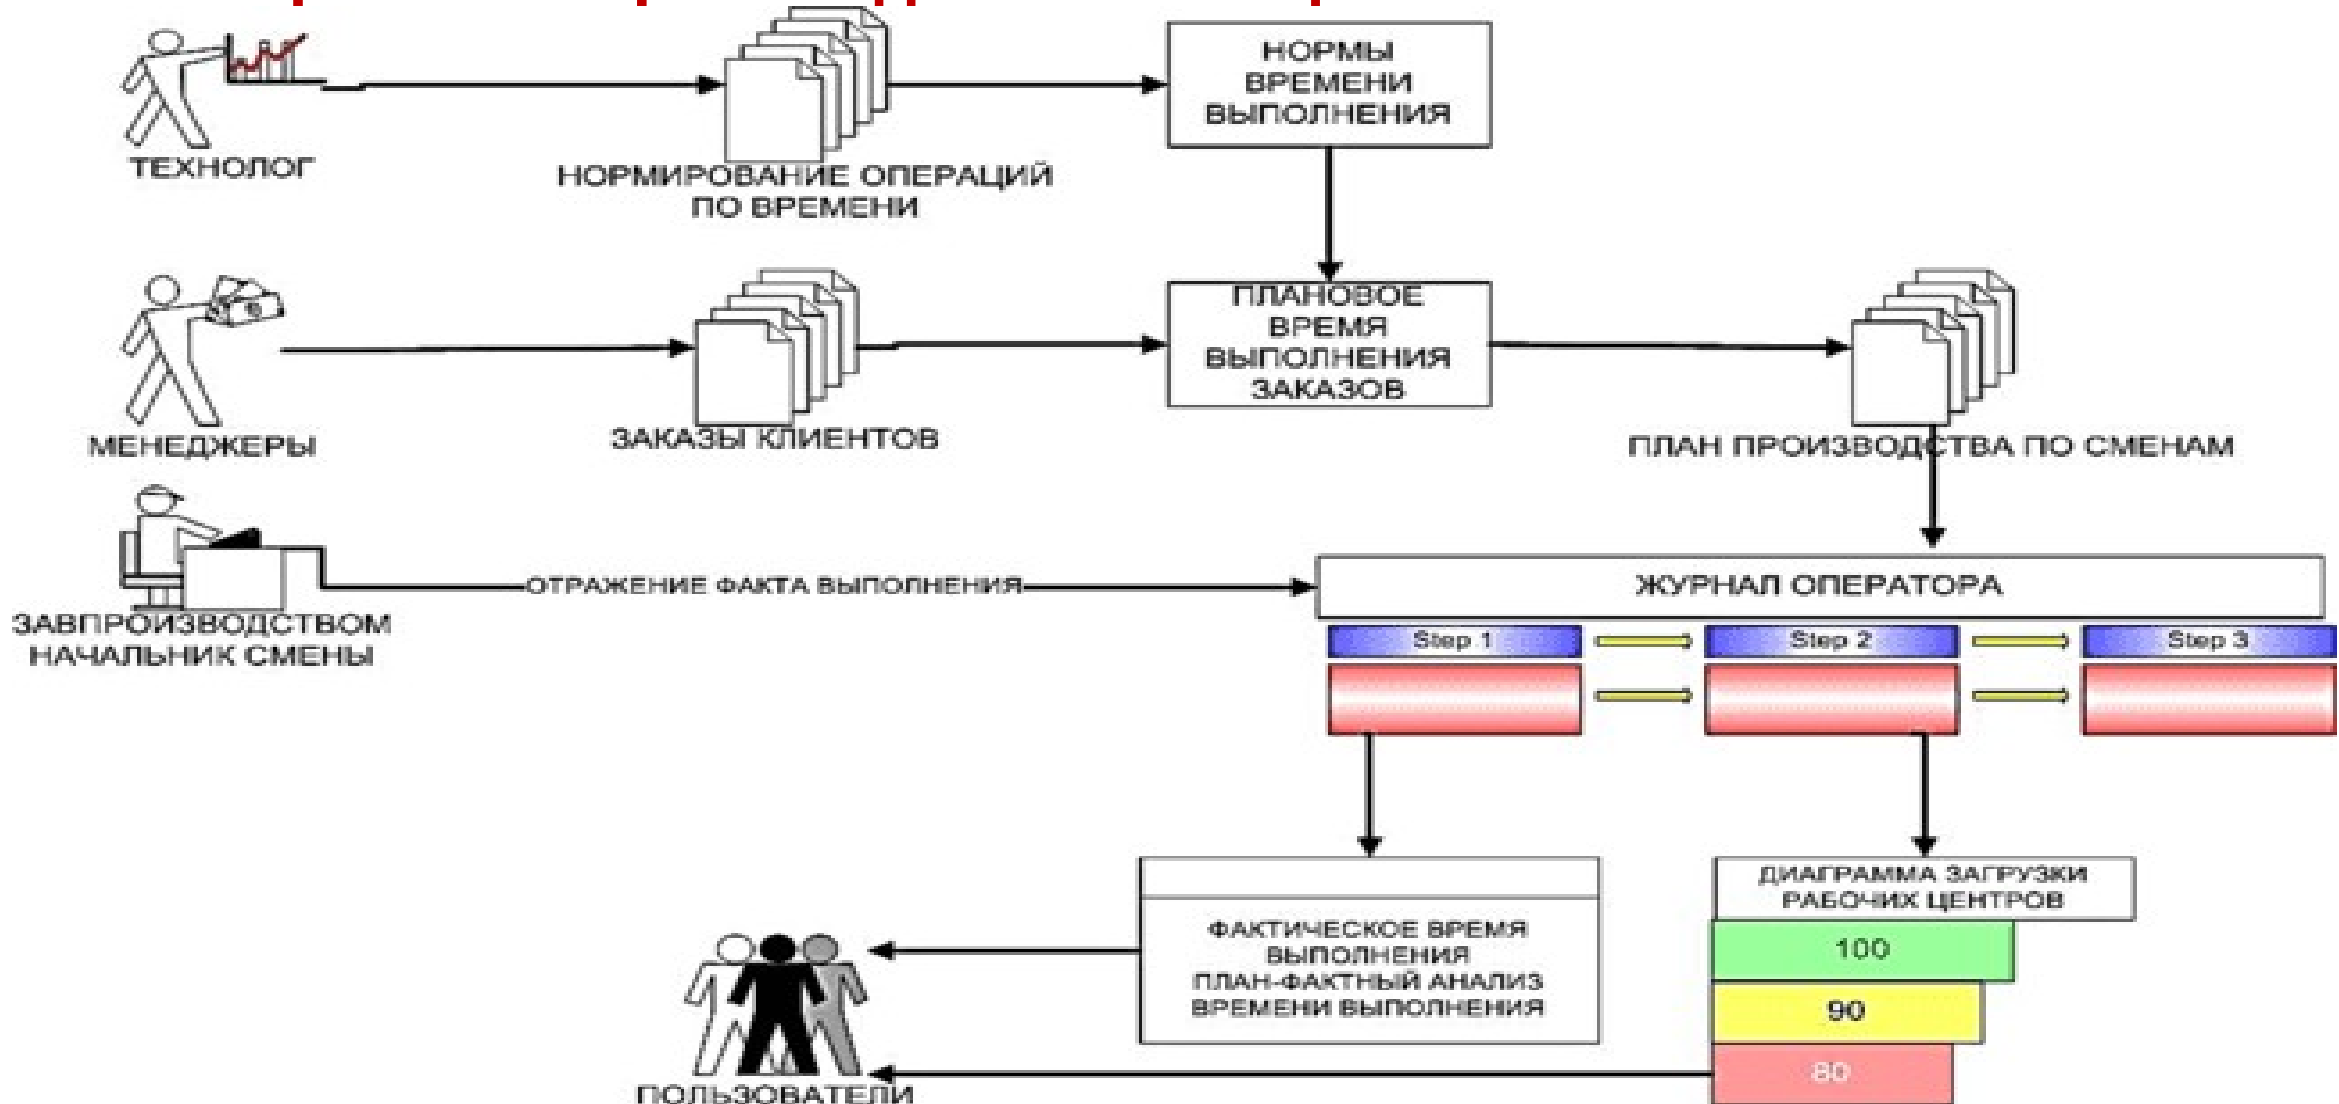 НОРМЫ
ВРЕМЕНИ
ВЫПОЛНЕНИЯ
ТЕХНОЛОГ
НОРМИРОВАНИЕ ОПЕРАЦИЙ
ПО ВРЕМЕНИ
ПЛАНОВОЕ
ВРЕМЯ
ВЫПОЛНЕНИЯ
ЗАКАЗОВ
МЕНЕДЖЕРЫ
ЗАКАЗЫ КЛИЕНТОВ
ПЛАН ПРОИЗВОДСТВА ПО СМЕНАМ
ОТРАЖЕНИЕ ФАКТА ВЫПОЛНЕНИЯ
ЖУРНАЛ ОПЕРАТОРА
ЗАВПРОИЗВОДСТВОМ
НАЧАЛЬНИК СМЕНЫ
Step 1
Step 2
Step 3
ДИАГРАММА ЗАГРУЗКИ
РАБОЧИХ ЦЕНТРОВ
ФАКТИЧЕСКОЕ ВРЕМЯ
ВЫПОЛНЕНИЯ
ПЛАН-ФАКТНЫЙ АНАЛИЗ
ВРЕМЕНИ ВЫПОЛНЕНИЯ
100
90
80
ПОЛЬЗОВАТЕЛИ